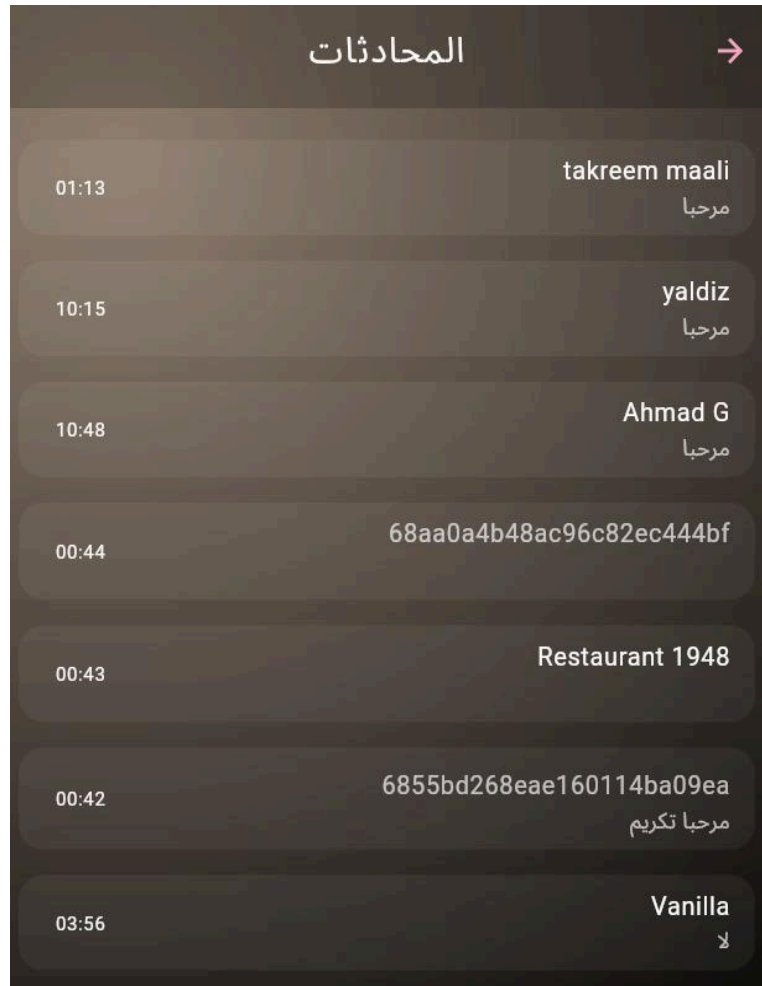 المحادثات
takreem maali
مرحبا
01:13
yaldiz
مرحبا
10:15
Ahmad G
مرحبا
10:48
68aa0a4b48ac96c82ec444bf
00:44
Restaurant 1948
00:43
6855bd268eae160114ba09ea
مرحبا تكريم
00:42
Vanilla
لا
03:56